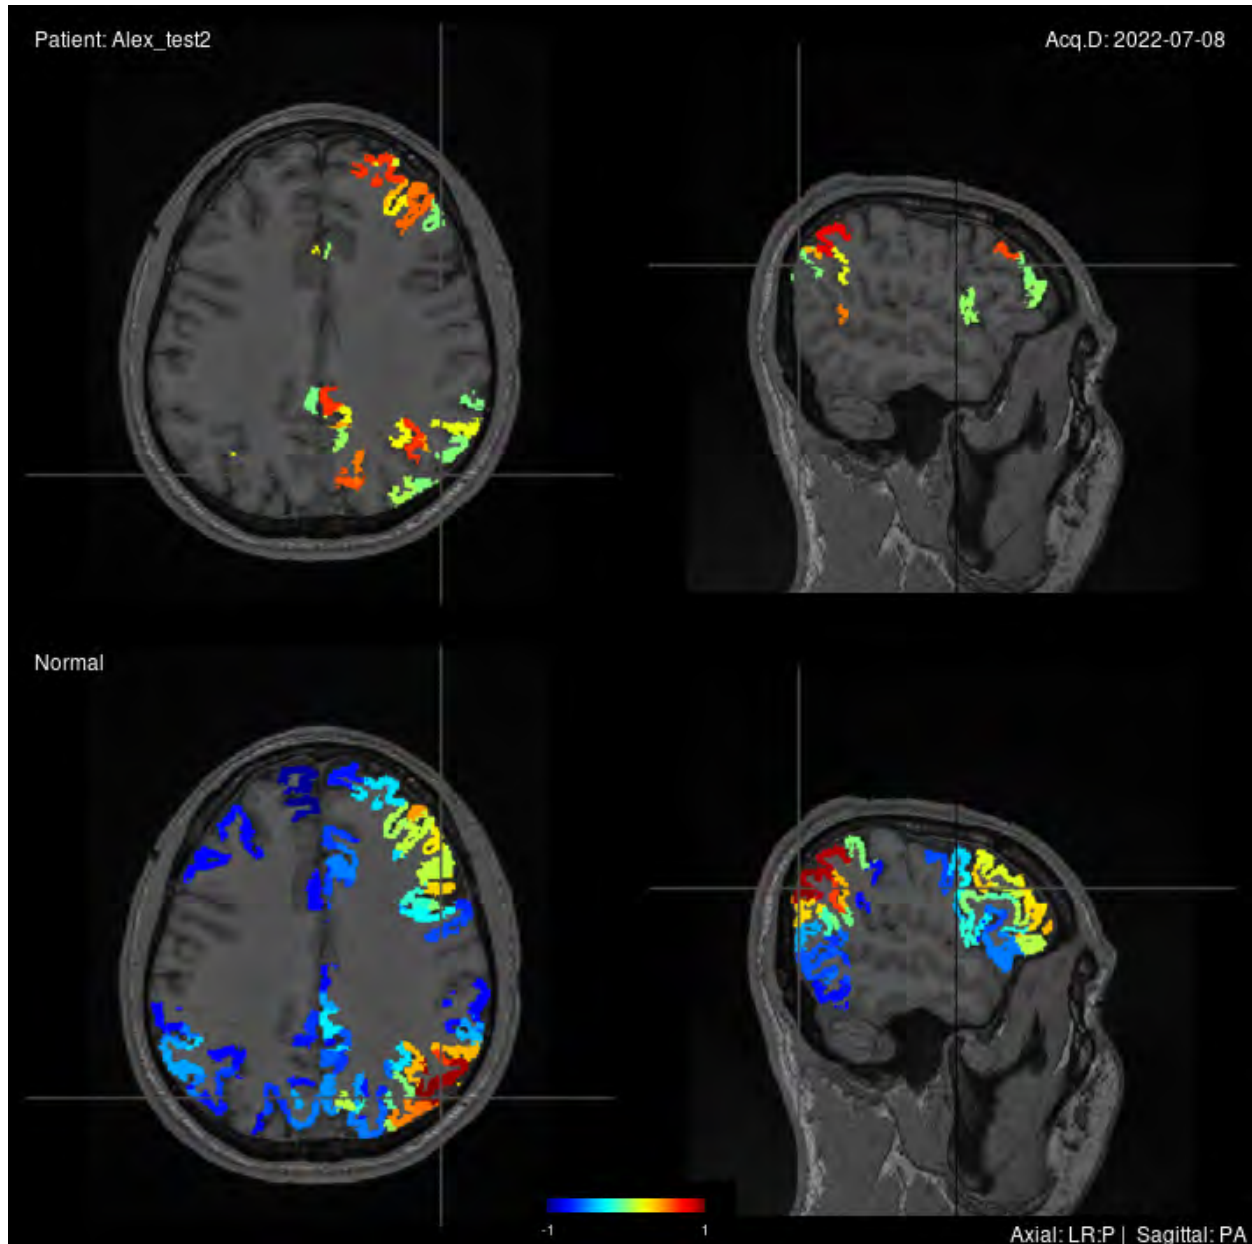 Patient: Alex_test2
Acq.D: 2022-07-08
Normal
-1
1
Axial: LR:P | Sagittal: PA